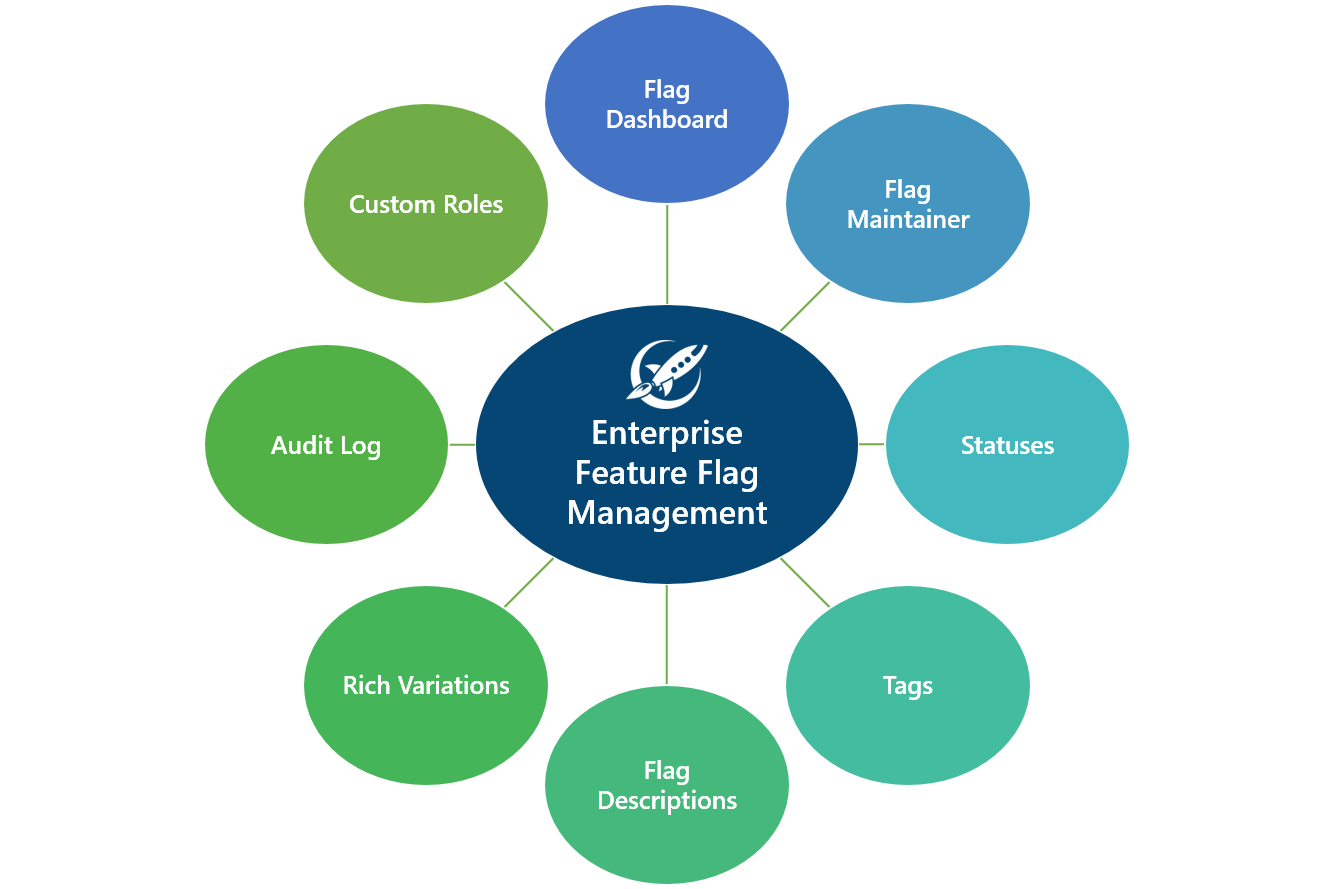 Flag
Dashboard
Flag
Maintainer
Custom Roles
Statuses
Audit Log
Enterprise
Feature Flag
Management
Tags
Rich Variations
Flag
Descriptions